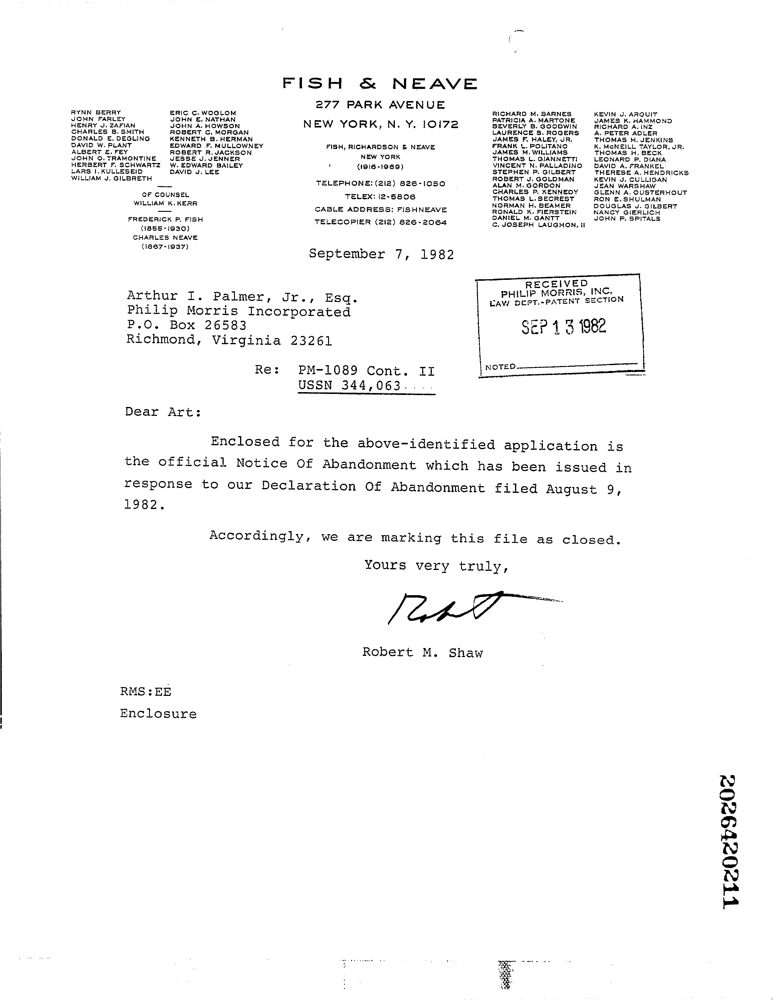 FISH & NEAVE
277 PARK AVENUE
NEW YORK, N. Y. 10172
FISH, RICHARDSON & NEAVE
NEW YORK
(1916-1969)
TELEPHONE: (212) 826-1050
TELEX: 12-5806
CABLE ADDRESS: FISHNEAVE
TELECOPIER (212) 826-2064
RYNN BERRY
JOHN FARLEY
HENRY J. ZAFIAN
CHARLES B. SMITH
DONALD E. DEGLING
DAVID W. PLANT
ALBERT E. FEY
JOHN O. TRAMONTINE
HERBERT F. SCHWARTZ
LARS I. KULLESEID
WILLIAM J. GILBRETH
ERIC C. WOGLOM
JOHN E. NATHAN
JOHN A. HOWSON
ROBERT C. MORGAN
KENNETH B. HERMAN
EDWARD F. MULLOWNEY
ROBERT R. JACKSON
JESSE J. JENNER
W. EDWARD BAILEY
DAVID J. LEE
OF COUNSEL
WILLIAM K. KERR
FREDERICK P. FISH
(1855-1930)
CHARLES NEAVE
(1867-1937)
RICHARD M. BARNES
PATRICIA A. MARTONE
BEVERLY B. GOODWIN
LAURENCE S. ROGERS
JAMES F. HALEY, JR.
FRANK L. POLITANO
JAMES M. WILLIAMS
THOMAS L. GIANNETTI
VINCENT N. PALLADINO
STEPHEN P. GILBERT
ROBERT J. GOLDMAN
ALAN M. GORDON
CHARLES P. KENNEDY
THOMAS L. SECREST
NORMAN H. BEAMER
RONALD K. FIERSTEIN
DANIEL M. GANTT
C. JOSEPH LAUGHON, II
KEVIN J. ARQUIT
JAMES K. HAMMOND
RICHARD A. INZ
A. PETER ADLER
THOMAS H. JENKINS
K. McNEILL TAYLOR, JR.
THOMAS H. BECK
LEONARD P. DIANA
DAVID A. FRANKEL
THERESE A. HENDRICKS
KEVIN J. CULLIGAN
JEAN WARSHAW
GLENN A. OUSTERHOUT
RON E. SHULMAN
DOUGLAS J. GILBERT
NANCY GIERLICH
JOHN P. SPITALS
September 7, 1982
RECEIVED
PHILIP MORRIS, INC.
LAW DEPT.-PATENT SECTION
SEP 13 1982
NOTED
Arthur I. Palmer, Jr., Esq.
Philip Morris Incorporated
P.O. Box 26583
Richmond, Virginia 23261
Re: PM-1089 Cont. II
USSN 344,063
Dear Art:
Enclosed for the above-identified application is
the official Notice Of Abandonment which has been issued in
response to our Declaration Of Abandonment filed August 9,
1982.
Accordingly, we are marking this file as closed.
Yours very truly,
Robert M. Shaw
RMS:EE
Enclosure
2026420211